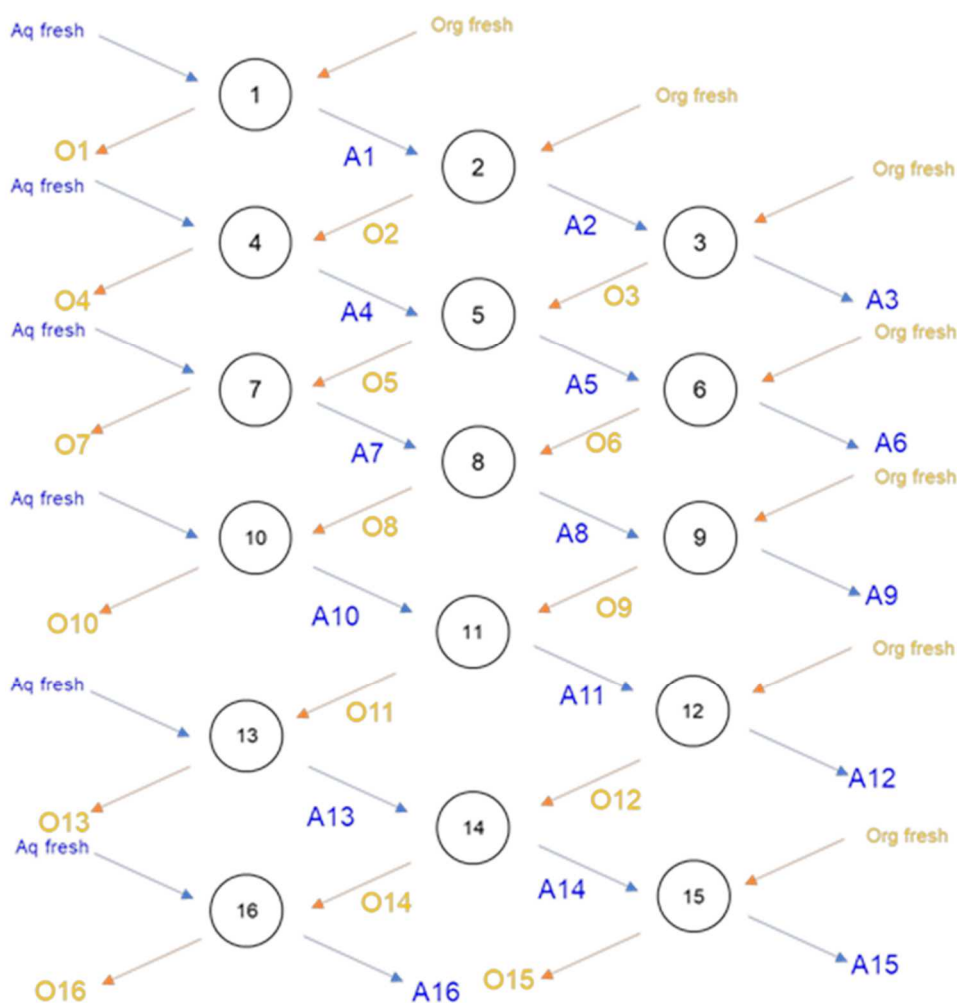 Aq fresh
Org fresh
1
O1
A1
Org fresh
2
Aq fresh
Org fresh
4
O2
A2
3
O4
A4
O3
A3
5
Aq fresh
Org fresh
7
O5
A5
6
O7
A7
O6
A6
8
Org fresh
Aq fresh
10
O8
A8
9
O10
A10
O9
A9
11
Org fresh
Aq fresh
13
O11
A11
12
O13
A13
O12
A12
14
Aq fresh
Org fresh
16
O14
A14
15
O16
A16
O15
A15